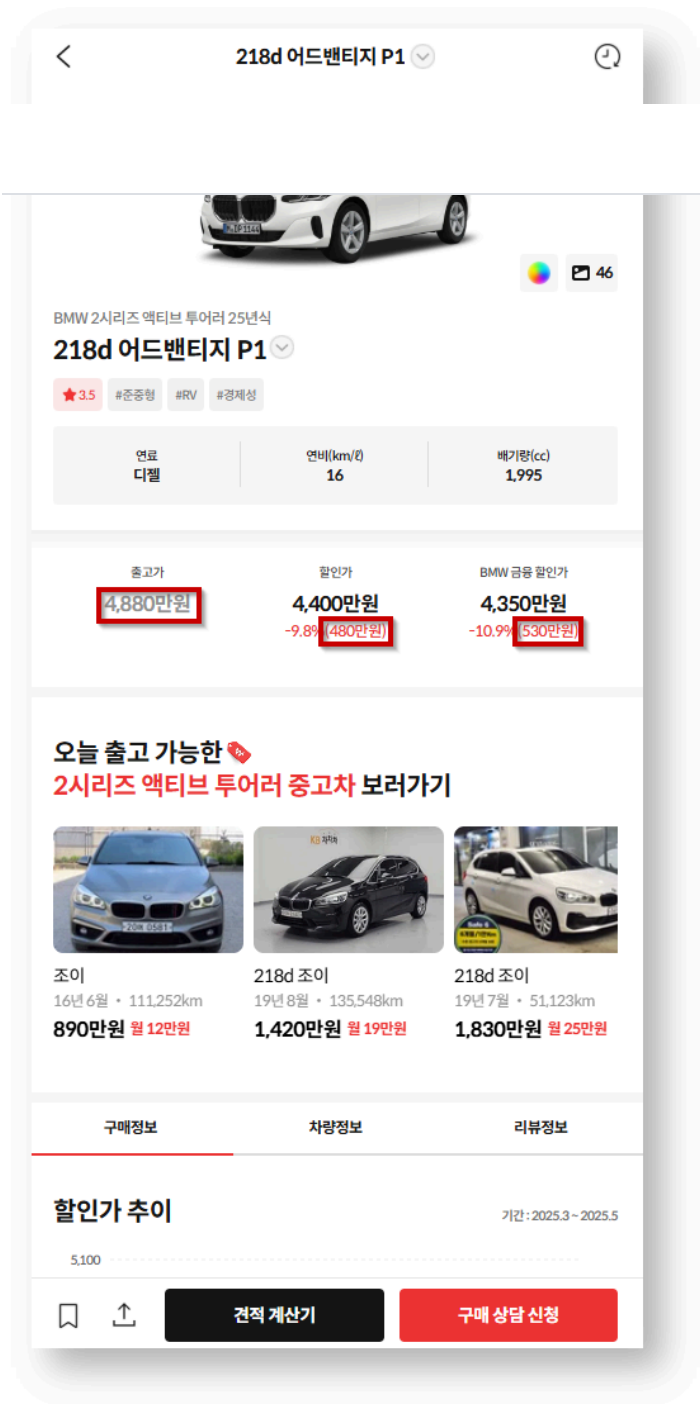 218d 어드밴티지 P1
46
BMW 2시리즈 액티브 투어러 25년식
218d 어드밴티지 P1
3.5 #준중형 #RV #경제성
연료 연비(km/ℓ) 배기량(cc)
디젤 16 1,995
출고가 할인가 BMW 금융 할인가
4,880만원 4,400만원 4,350만원
-9.8% (480만원) -10.9% (530만원)
오늘 출고 가능한
2시리즈 액티브 투어러 중고차 보러가기
조이 218d 조이 218d 조이
16년 6월 • 111,252km 19년 8월 • 135,548km 19년 7월 • 51,123km
890만원 월 12만원 1,420만원 월 19만원 1,830만원 월 25만원
구매정보 차량정보 리뷰정보
할인가 추이 기간 : 2025.3 ~ 2025.5
5,100
견적 계산기 구매 상담 신청